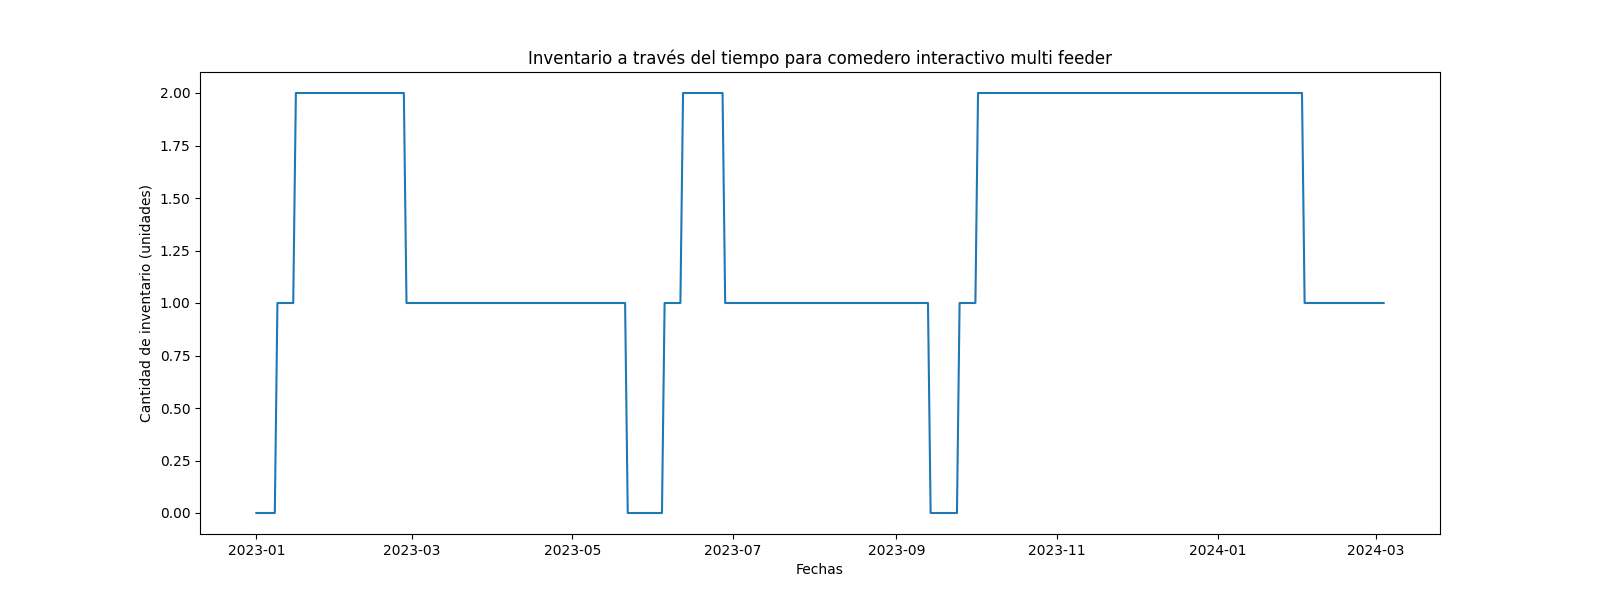 Inventario a través del tiempo para comedero interactivo multi feeder
Cantidad de inventario (unidades)
2.00
1.75
1.50
1.25
1.00
0.75
0.50
0.25
0.00
2023-01 2023-03 2023-05 2023-07 2023-09 2023-11 2024-01 2024-03
Fechas